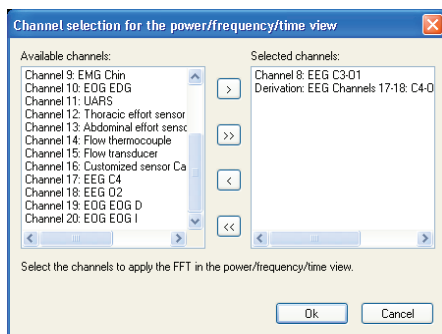 Channel selection for the power/frequency/time view
Available channels:
Selected channels:
Channel 9: EMG Chin
Channel 10: EOG EDG
Channel 11: UARS
Channel 12: Thoracic effort sensor
Channel 13: Abdominal effort senso
Channel 14: Flow thermocouple
Channel 15: Flow transducer
Channel 16: Customized sensor Ca
Channel 17: EEG C4
Channel 18: EEG O2
Channel 19: EOG EOG D
Channel 20: EOG EOG I
>
>>
<
<<
Channel 8: EEG C3-O1
Derivation: EEG Channels 17-18: C4-O
Select the channels to apply the FFT in the power/frequency/time view.
Ok
Cancel